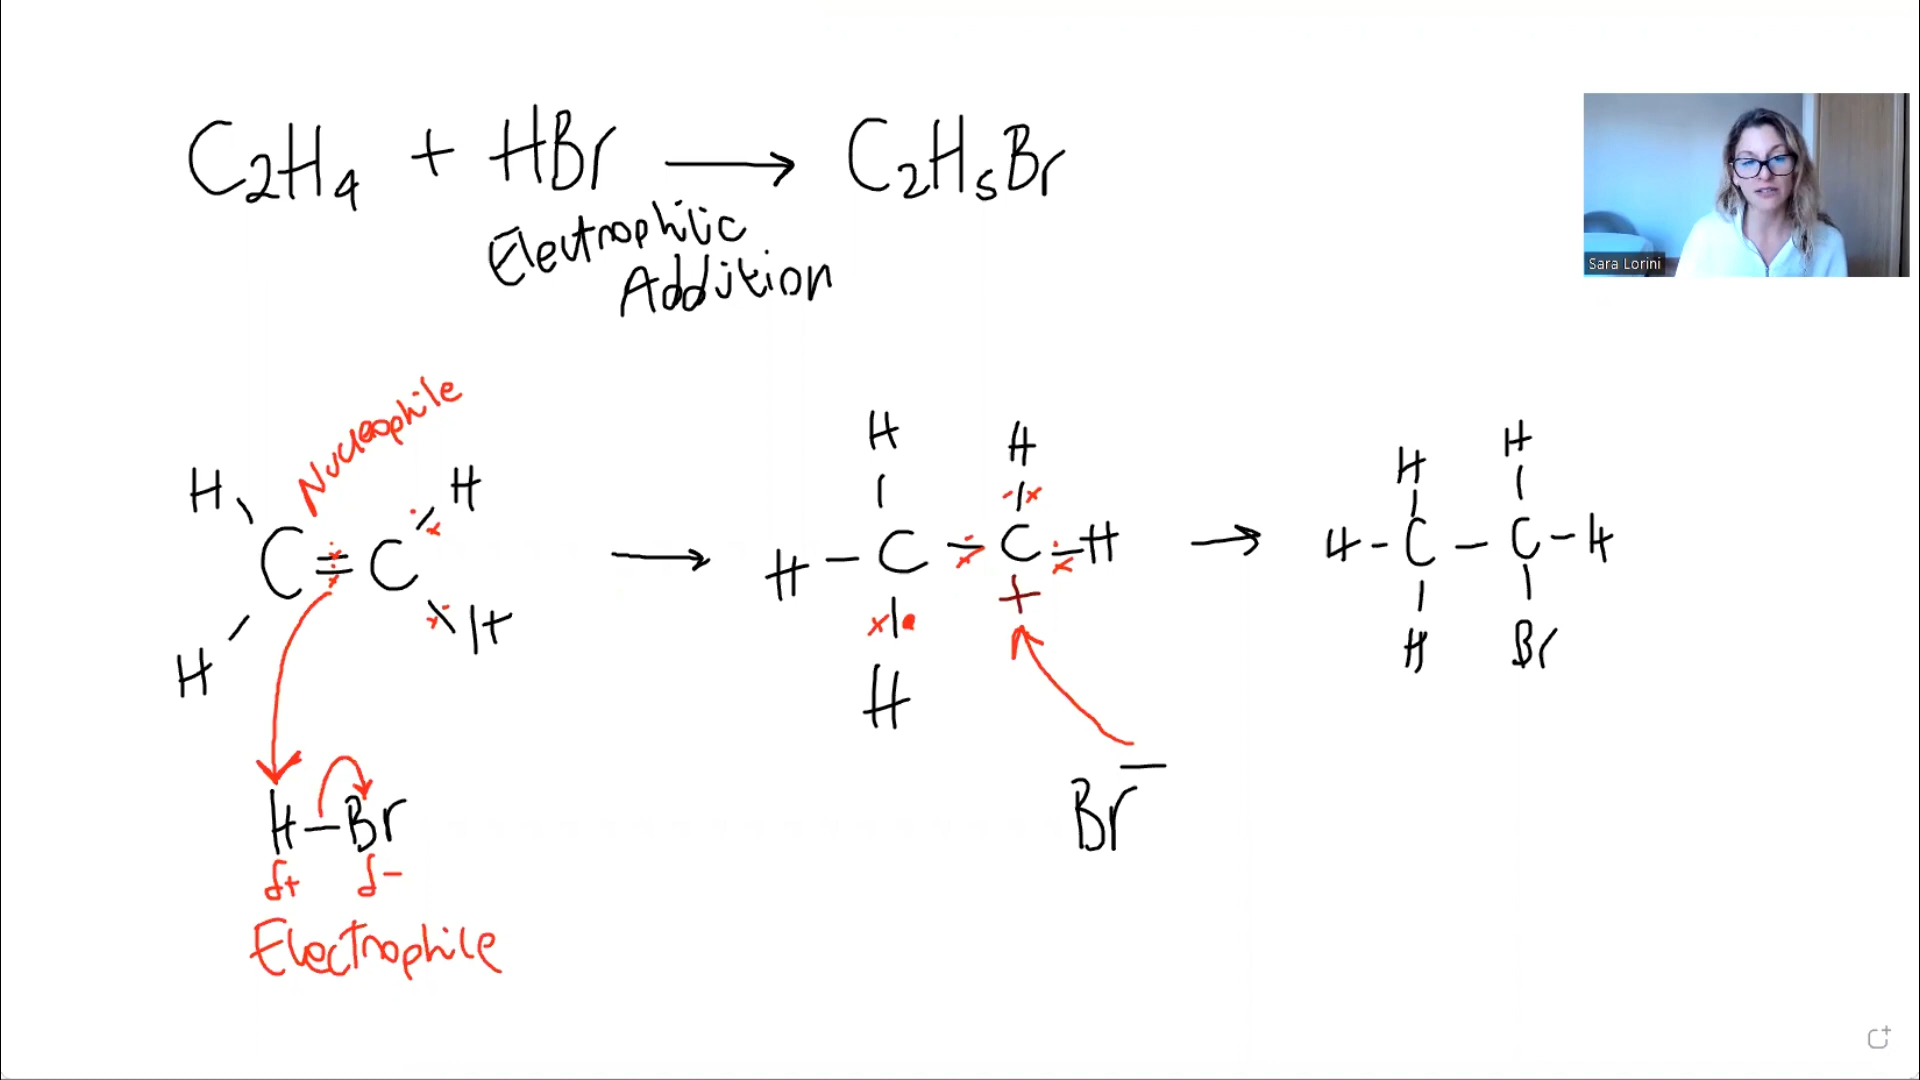 C₂H₄ + HBr → C₂H₅Br
Electrophilic
Addition
Sara Lorini
Nucleophile
H H H H H H
C = C → H - C - C - H → H - C - C - H
+
H H H H Br
H - Br Br⁻
δ+ δ-
Electrophile